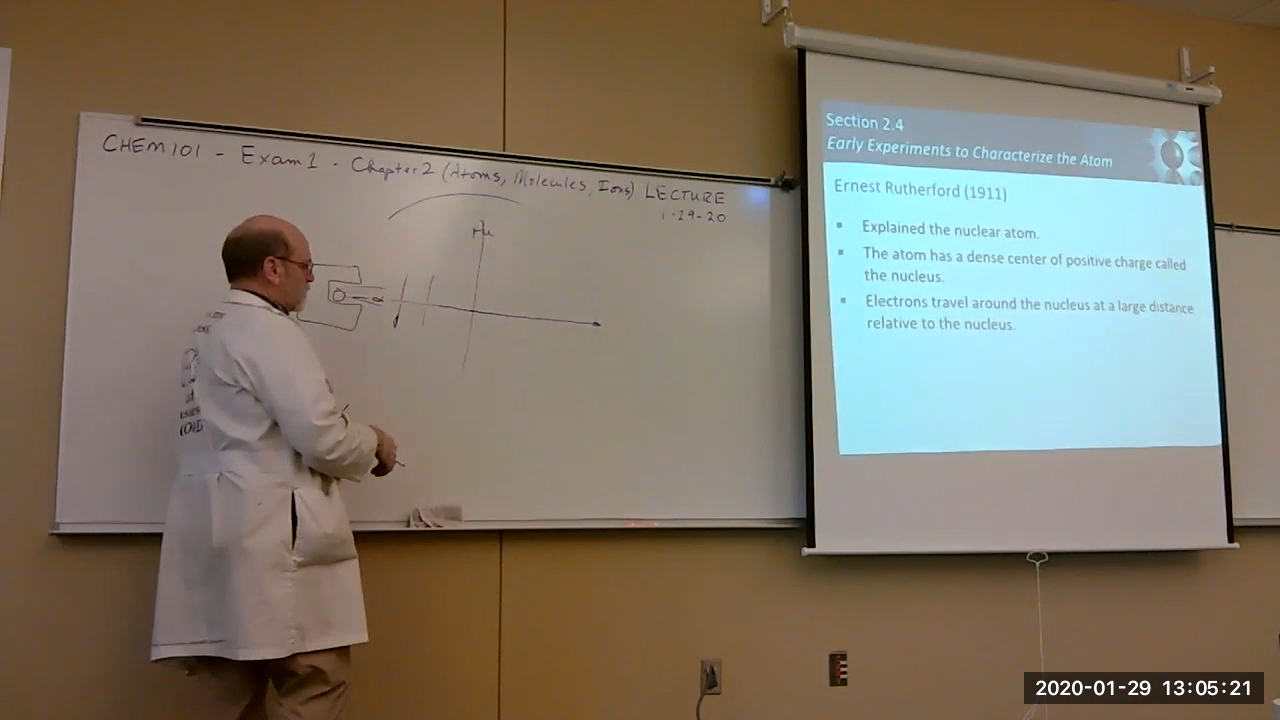 CHEM 101 - Exam 1 - Chapter 2 (Atoms, Molecules, Ions) LECTURE
1-29-20
Au
α
Section 2.4
Early Experiments to Characterize the Atom
Ernest Rutherford (1911)
▪ Explained the nuclear atom.
▪ The atom has a dense center of positive charge called
the nucleus.
▪ Electrons travel around the nucleus at a large distance
relative to the nucleus.
2020-01-29 13:05:21